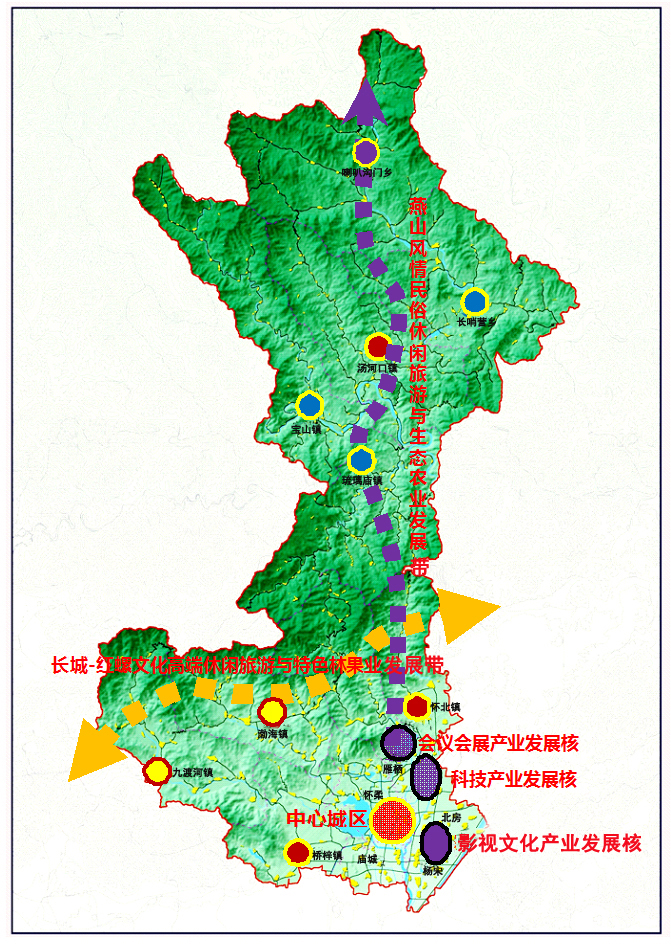 喇叭沟门乡
燕山风情民俗休闲旅游与生态农业发展带
长哨营乡
汤河口镇
宝山镇
琉璃庙镇
长城-红螺文化高端休闲旅游与特色林果业发展带
怀北镇
渤海镇
会议会展产业发展核
雁栖
九渡河镇
科技产业发展核
怀柔
中心城区
北房
影视文化产业发展核
桥梓镇
庙城
杨宋